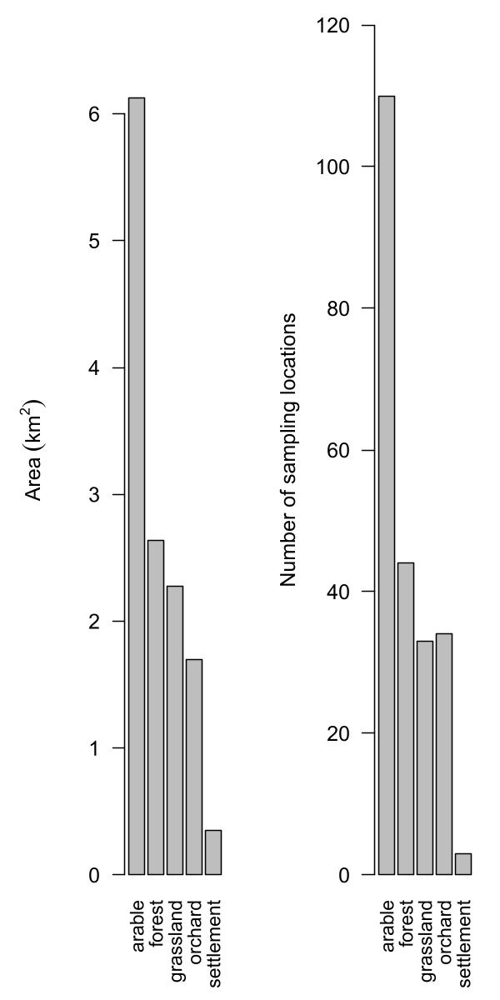 Area (km²)
6
5
4
3
2
1
0
arable
forest
grassland
orchard
settlement
Number of sampling locations
120
100
80
60
40
20
0
arable
forest
grassland
orchard
settlement